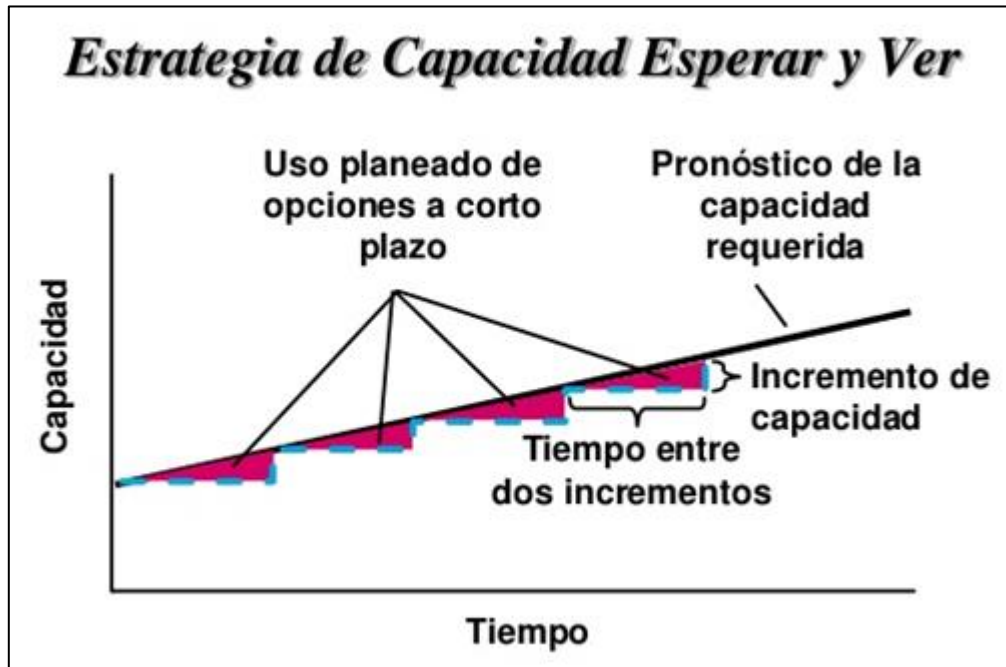 Estrategia de Capacidad Esperar y Ver
Uso planeado de
opciones a corto
plazo
Pronóstico de la
capacidad
requerida
Capacidad
Incremento de
capacidad
Tiempo entre
dos incrementos
Tiempo